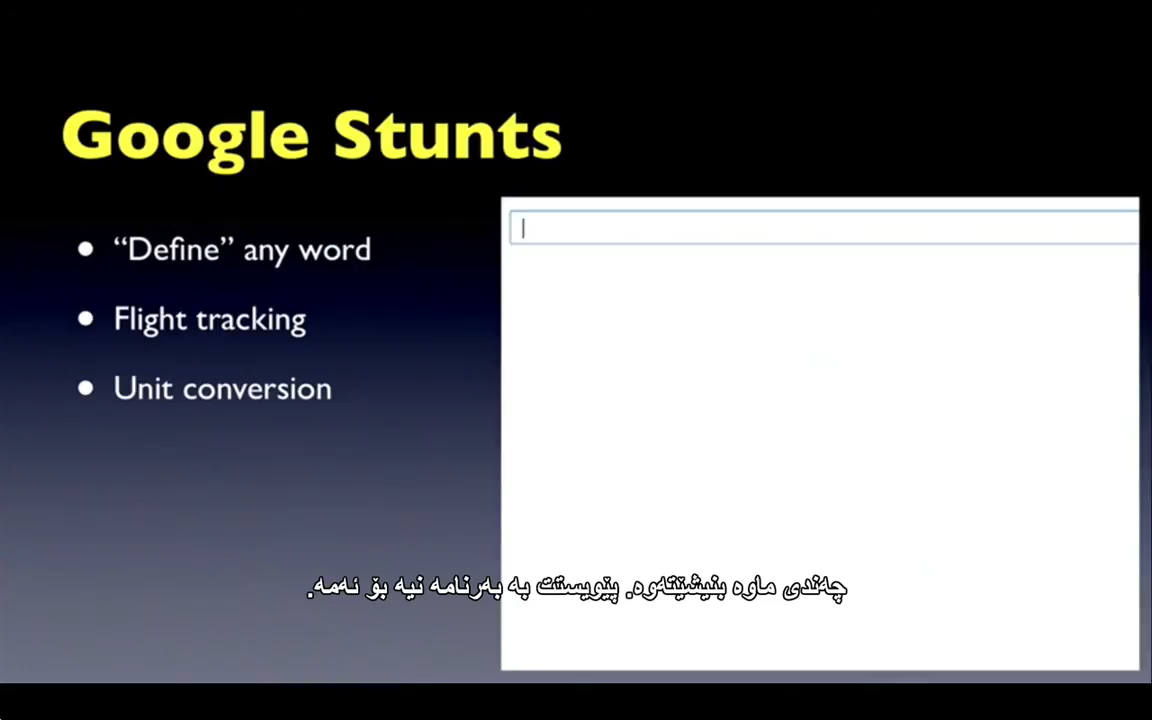 Google Stunts
• “Define” any word
• Flight tracking
• Unit conversion
چەندی ماوە بنیشێتەوە. پێویستت بە بەرنامە نیە بۆ ئەمە.